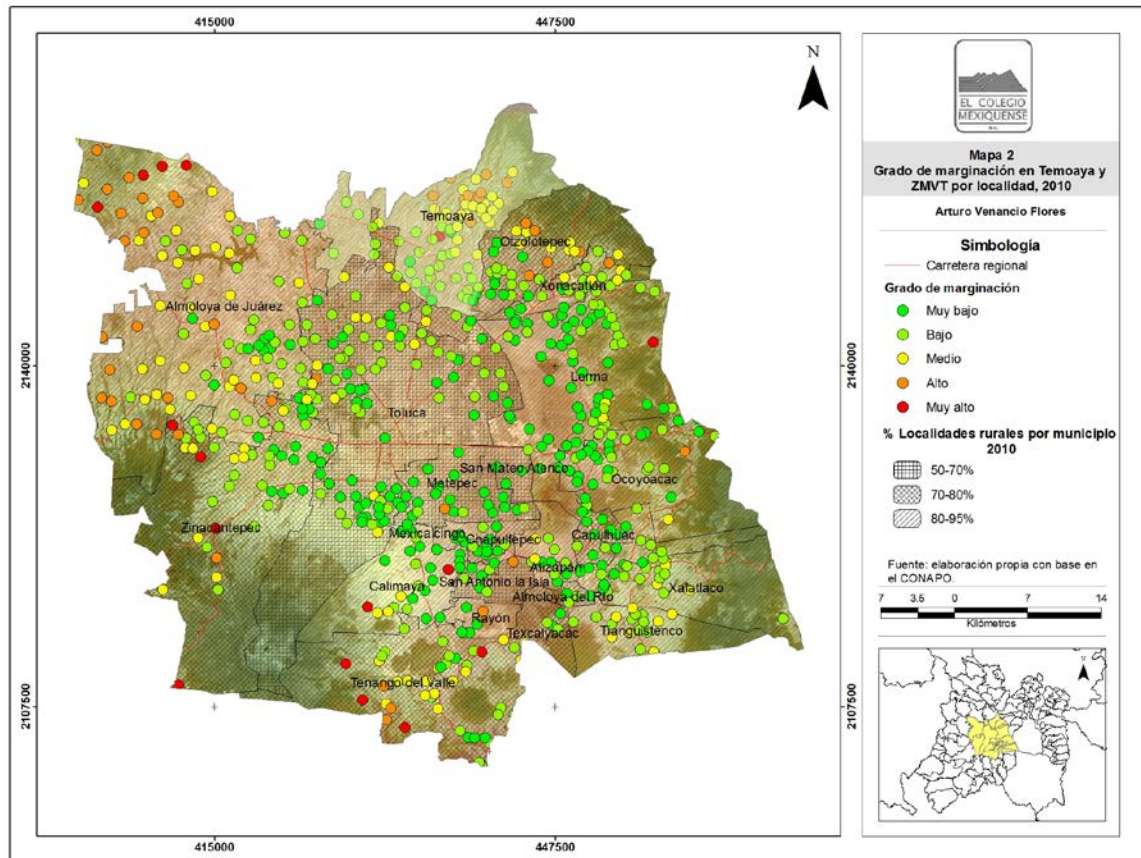 415000
447500
N
EL COLEGIO
MEXIQUENSE
Mapa 2
Grado de marginación en Temoaya y
ZMVT por localidad, 2010
Arturo Venancio Flores
Simbología
Carretera regional
Grado de marginación
Muy bajo
Bajo
Medio
Alto
Muy alto
% Localidades rurales por municipio
2010
50-70%
70-80%
80-95%
Fuente: elaboración propia con base en
el CONAPO.
7 3.5 0 7 14
Kilómetros
Temoaya
Otzolotepec
Xonacatlán
Almoloya de Juárez
2140000
2140000
Lerma
Toluca
San Mateo Atenco
Metepec
Ocoyoacac
Zinacantepec
Mexicalcingo
Chapultepec
Capulhuac
Atizapán
Calimaya
San Antonio la Isla
Xalatlaco
Almoloya del Río
Rayón
Texcalyacac
Tianguistenco
Tenango del Valle
2107500
2107500
415000
447500